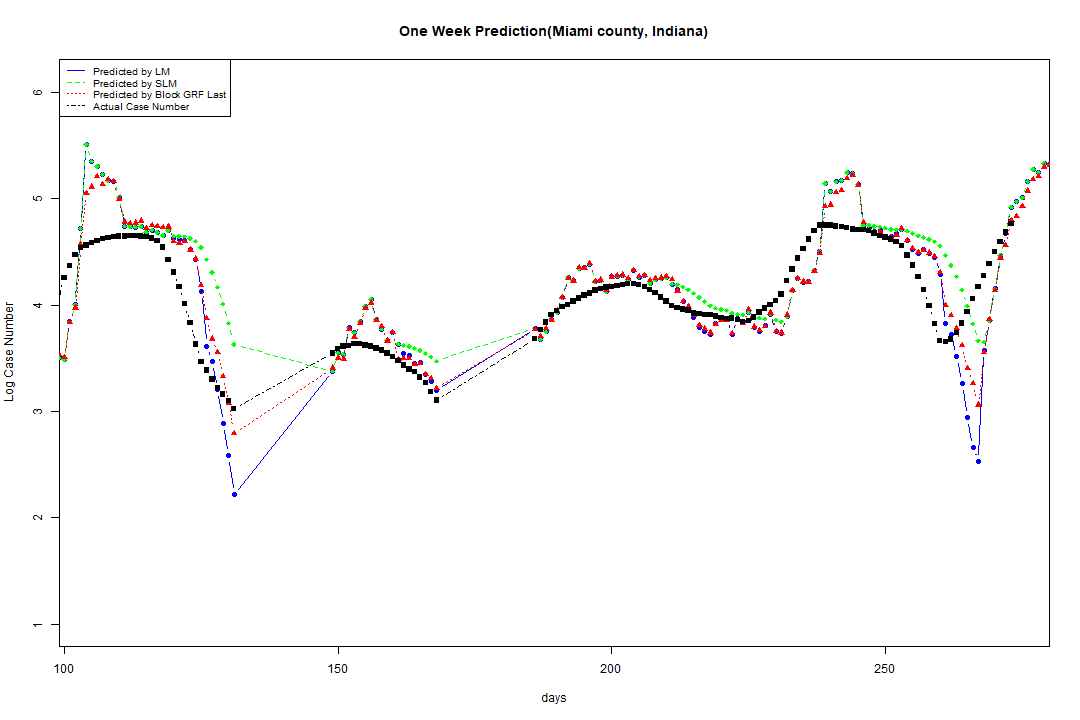 One Week Prediction(Miami county, Indiana)
Predicted by LM
Predicted by SLM
Predicted by Block GRF Last
Actual Case Number
6
5
4
3
2
1
Log Case Number
100 150 200 250
days